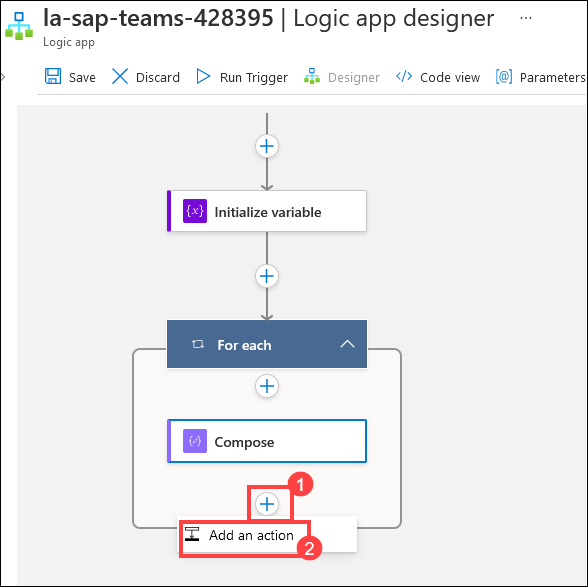 la-sap-teams-428395 | Logic app designer ...
Logic app
Save Discard Run Trigger Designer Code view Parameters
{x} Initialize variable
For each
Compose
1
Add an action
2